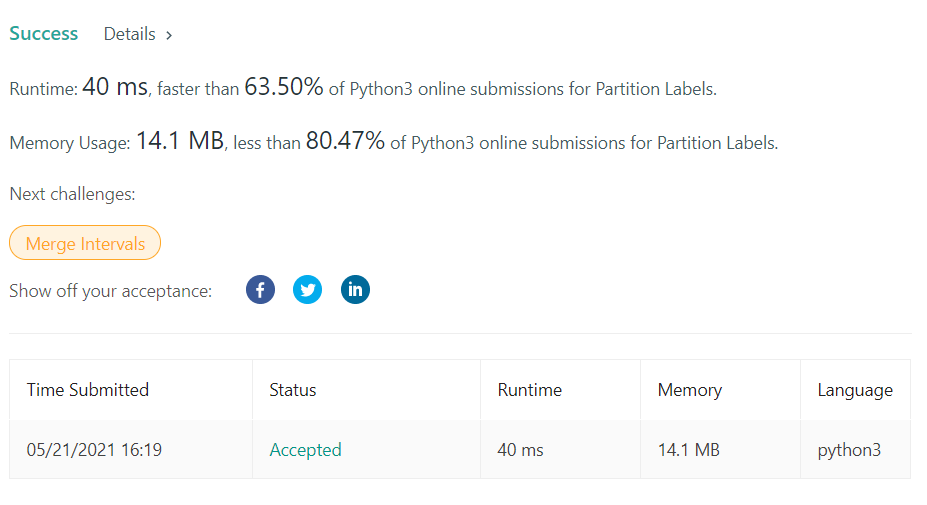 Success Details >
Runtime: 40 ms, faster than 63.50% of Python3 online submissions for Partition Labels.
Memory Usage: 14.1 MB, less than 80.47% of Python3 online submissions for Partition Labels.
Next challenges:
Merge Intervals
Show off your acceptance:
Time Submitted Status Runtime Memory Language
05/21/2021 16:19 Accepted 40 ms 14.1 MB python3